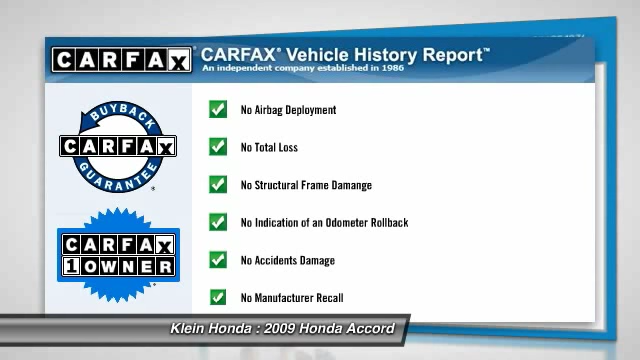 CARFAX
CARFAX® Vehicle History Report™
An independent company established in 1986
BUYBACK
CARFAX
GUARANTEE
®
CARFAX
1 OWNER
No Airbag Deployment
No Total Loss
No Structural Frame Damange
No Indication of an Odometer Rollback
No Accidents Damage
No Manufacturer Recall
Klein Honda : 2009 Honda Accord